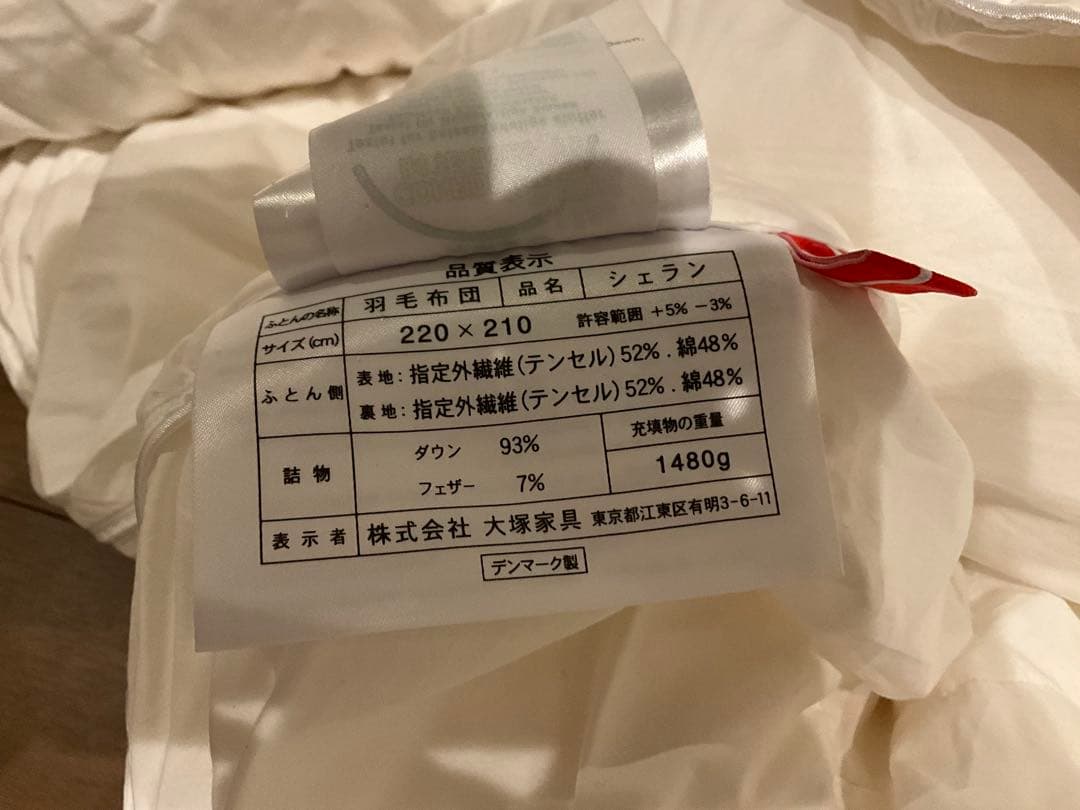 品質表示
ふとんの名称 羽毛布団 品名 シェラン
サイズ(cm) 220×210 許容範囲 +5% −3%
ふとん側 表地:指定外繊維(テンセル)52%.綿48%
裏地:指定外繊維(テンセル)52%.綿48%
詰物 ダウン 93% 充填物の重量
フェザー 7% 1480g
表示者 株式会社 大塚家具 東京都江東区有明3-6-11
デンマーク製